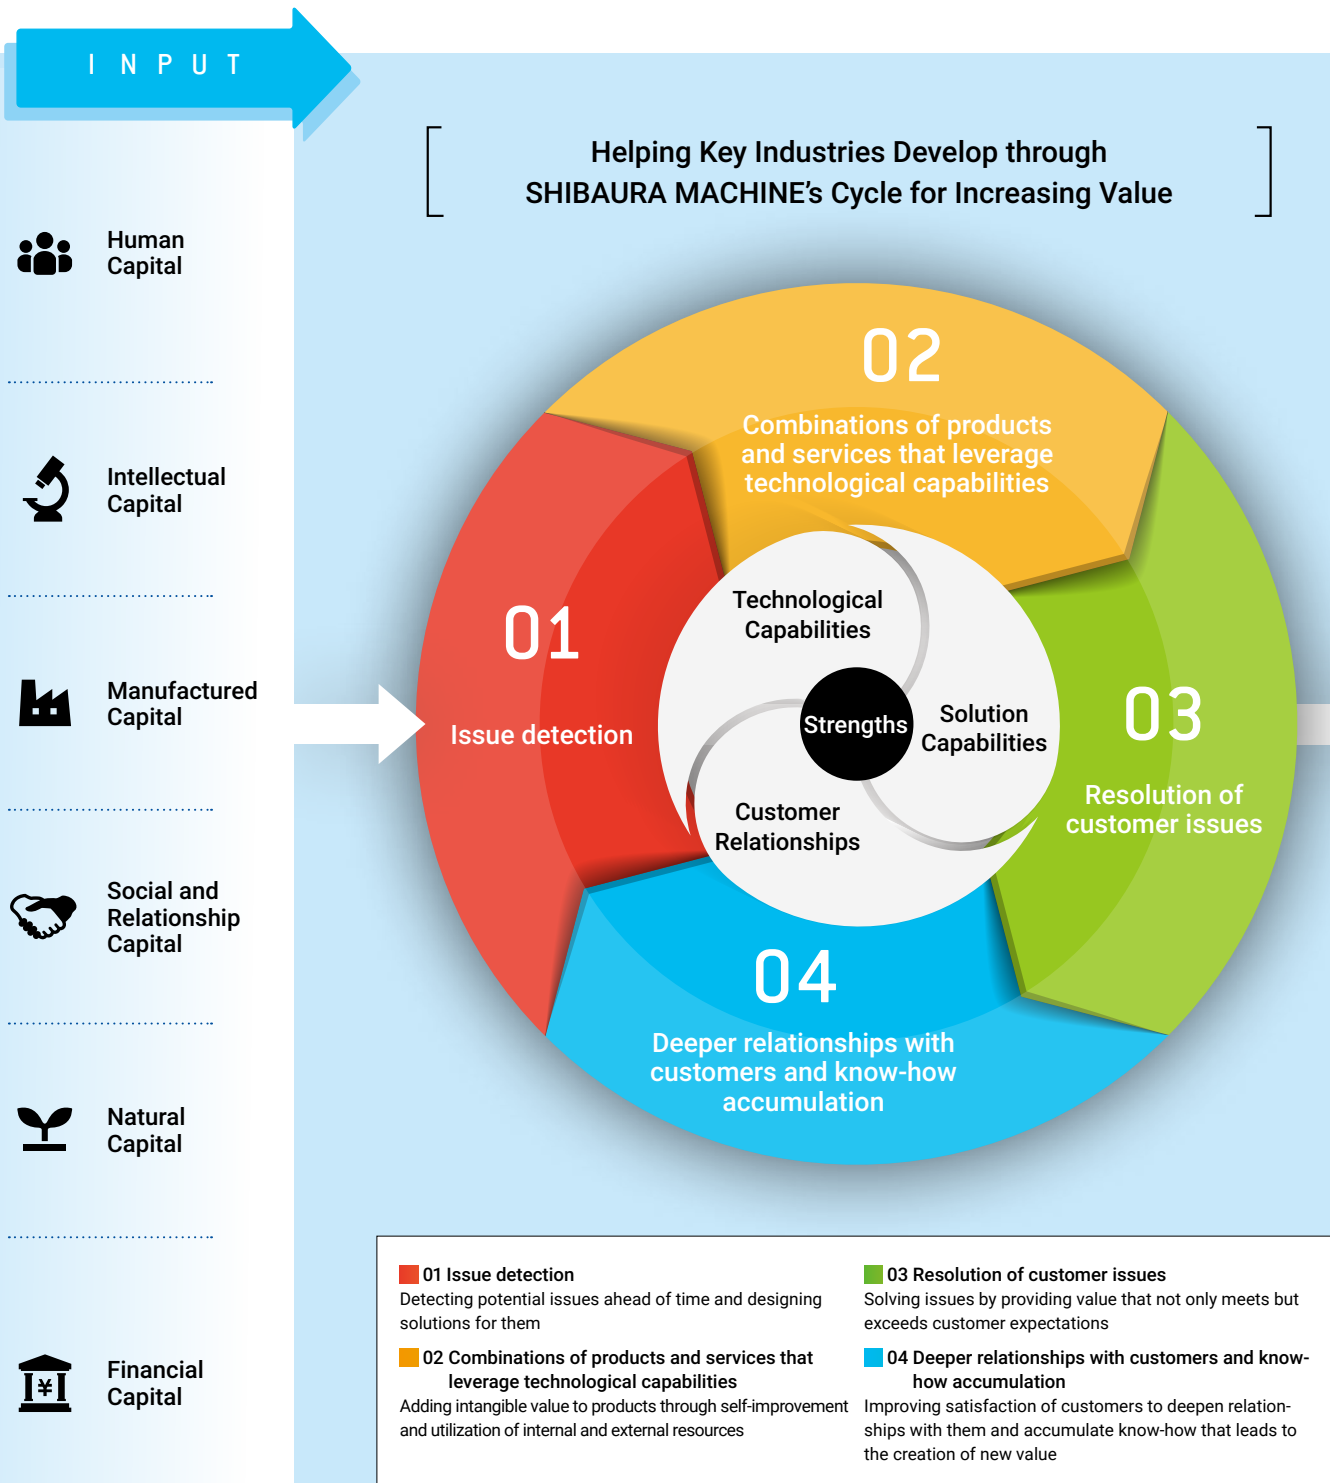 INPUT
Helping Key Industries Develop through
SHIBAURA MACHINE's Cycle for Increasing Value
Human
Capital
Intellectual
Capital
Manufactured
Capital
Social and
Relationship
Capital
Natural
Capital
Financial
Capital
01
Issue detection
02
Combinations of products
and services that leverage
technological capabilities
03
Resolution of
customer issues
04
Deeper relationships with
customers and know-how
accumulation
Technological
Capabilities
Solution
Capabilities
Customer
Relationships
Strengths
¥
01 Issue detection
Detecting potential issues ahead of time and designing
solutions for them
02 Combinations of products and services that
leverage technological capabilities
Adding intangible value to products through self-improvement
and utilization of internal and external resources
03 Resolution of customer issues
Solving issues by providing value that not only meets but
exceeds customer expectations
04 Deeper relationships with customers and know-
how accumulation
Improving satisfaction of customers to deepen relation-
ships with them and accumulate know-how that leads to
the creation of new value